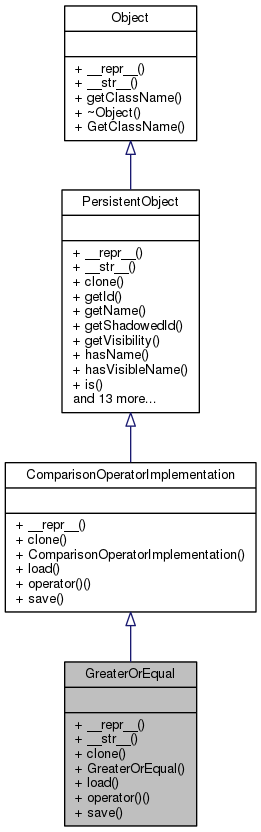 Object
+ __repr__()
+ __str__()
+ getClassName()
+ ~Object()
+ GetClassName()
PersistentObject
+ __repr__()
+ __str__()
+ clone()
+ getId()
+ getName()
+ getShadowedId()
+ getVisibility()
+ hasName()
+ hasVisibleName()
+ is()
and 13 more...
ComparisonOperatorImplementation
+ __repr__()
+ clone()
+ ComparisonOperatorImplementation()
+ load()
+ operator()()
+ save()
GreaterOrEqual
+ __repr__()
+ __str__()
+ clone()
+ GreaterOrEqual()
+ load()
+ operator()()
+ save()